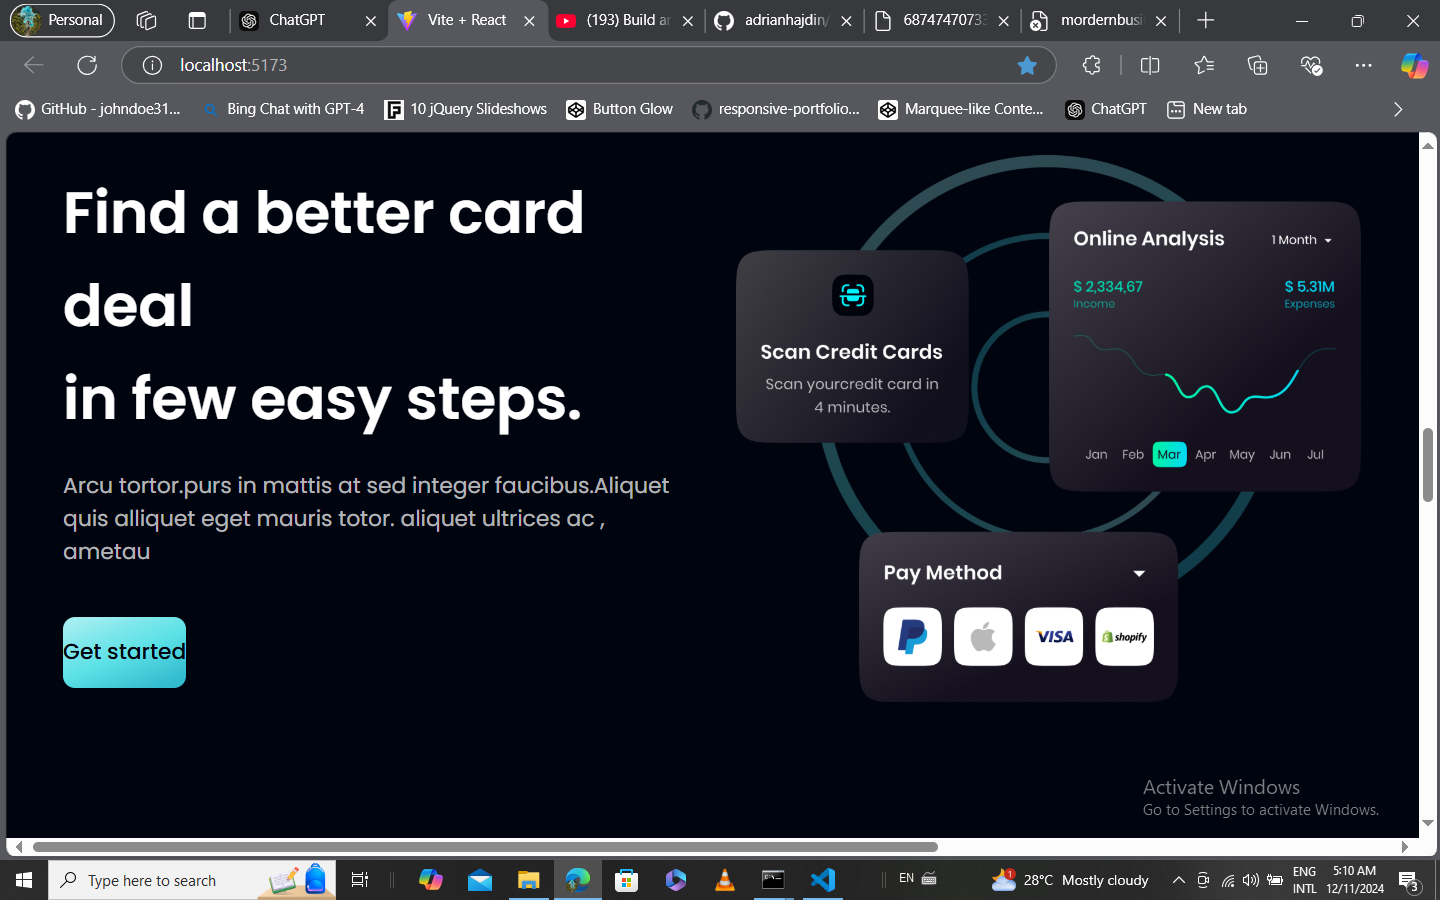 Personal
ChatGPT
Vite + React
(193) Build ar
adrianhajdin/
68747470733
mordernbusi
localhost:5173
GitHub - johndoe31...
Bing Chat with GPT-4
10 jQuery Slideshows
Button Glow
responsive-portfolio...
Marquee-like Conte...
ChatGPT
New tab
Find a better card
deal
in few easy steps.
Arcu tortor.purs in mattis at sed integer faucibus.Aliquet
quis alliquet eget mauris totor. aliquet ultrices ac ,
ametau
Get started
Scan Credit Cards
Scan yourcredit card in
4 minutes.
Online Analysis
1 Month
$ 2,334,67
$ 5.31M
Income
Expenses
Jan Feb Mar Apr May Jun Jul
Pay Method
VISA
shopify
Activate Windows
Go to Settings to activate Windows.
Type here to search
EN
1
28°C Mostly cloudy
ENG
INTL
5:10 AM
12/11/2024
3